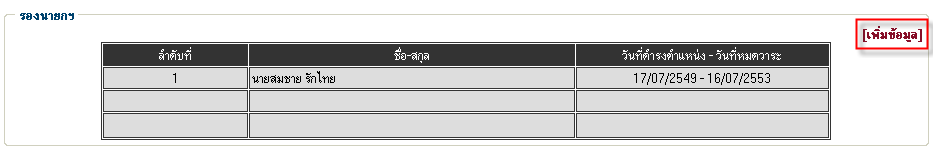 รองนายกฯ
[เพิ่มข้อมูล]
ลำดับที่ ชื่อ-สกุล วันที่ดำรงตำแหน่ง - วันที่หมดวาระ
1 นายสมชาย รักไทย 17/07/2549 - 16/07/2553